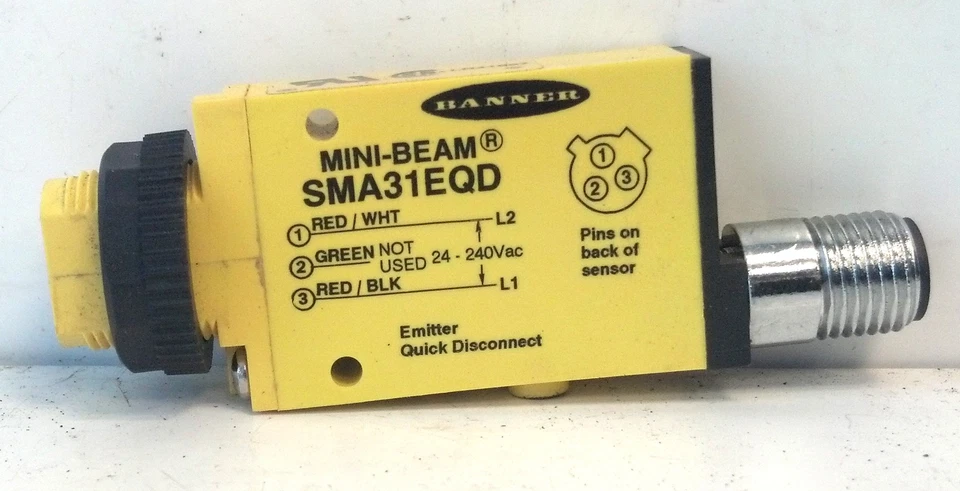 BANNER
MINI-BEAM®
SMA31EQD
1 RED / WHT L2
2 GREEN NOT USED 24 - 240Vac
3 RED / BLK L1
1
2 3
Pins on
back of
sensor
Emitter
Quick Disconnect